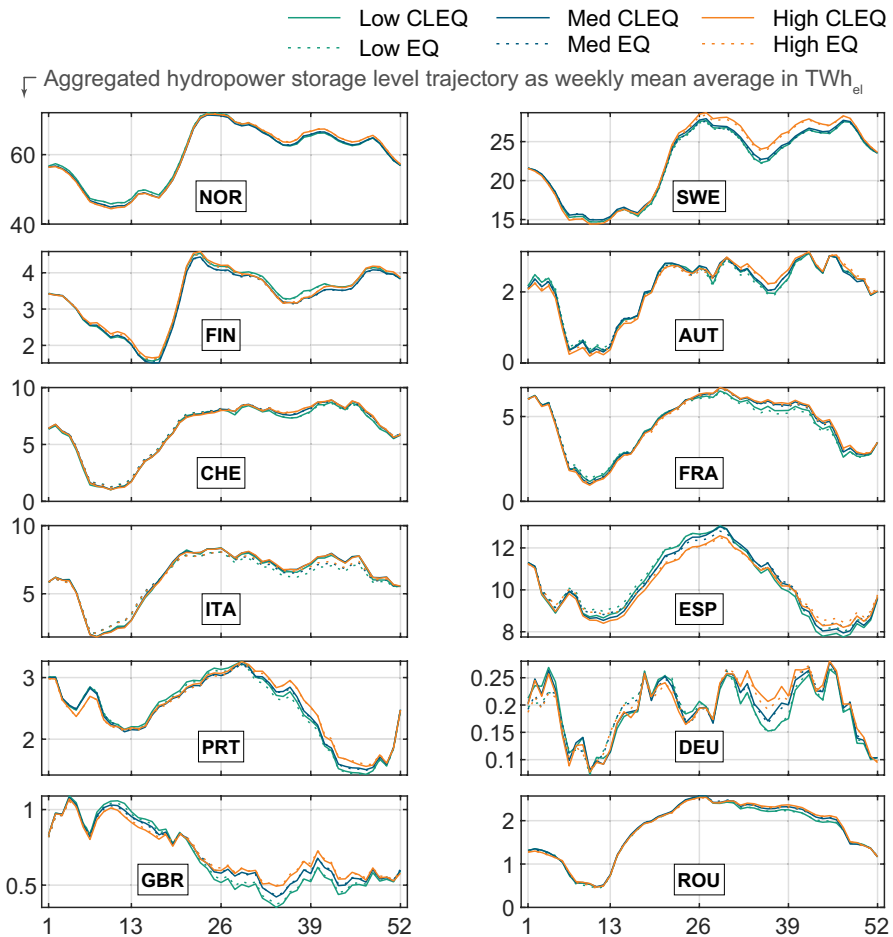 Low CLEQ Med CLEQ High CLEQ
Low EQ Med EQ High EQ
Aggregated hydropower storage level trajectory as weekly mean average in TWh_el
60
40
NOR
25
20
15
SWE
4
3
2
FIN
2
0
AUT
10
5
0
CHE
5
0
FRA
10
5
ITA
12
10
8
ESP
3
2
PRT
0.25
0.2
0.15
0.1
DEU
1
0.5
GBR
2
1
0
ROU
1 13 26 39 52
1 13 26 39 52